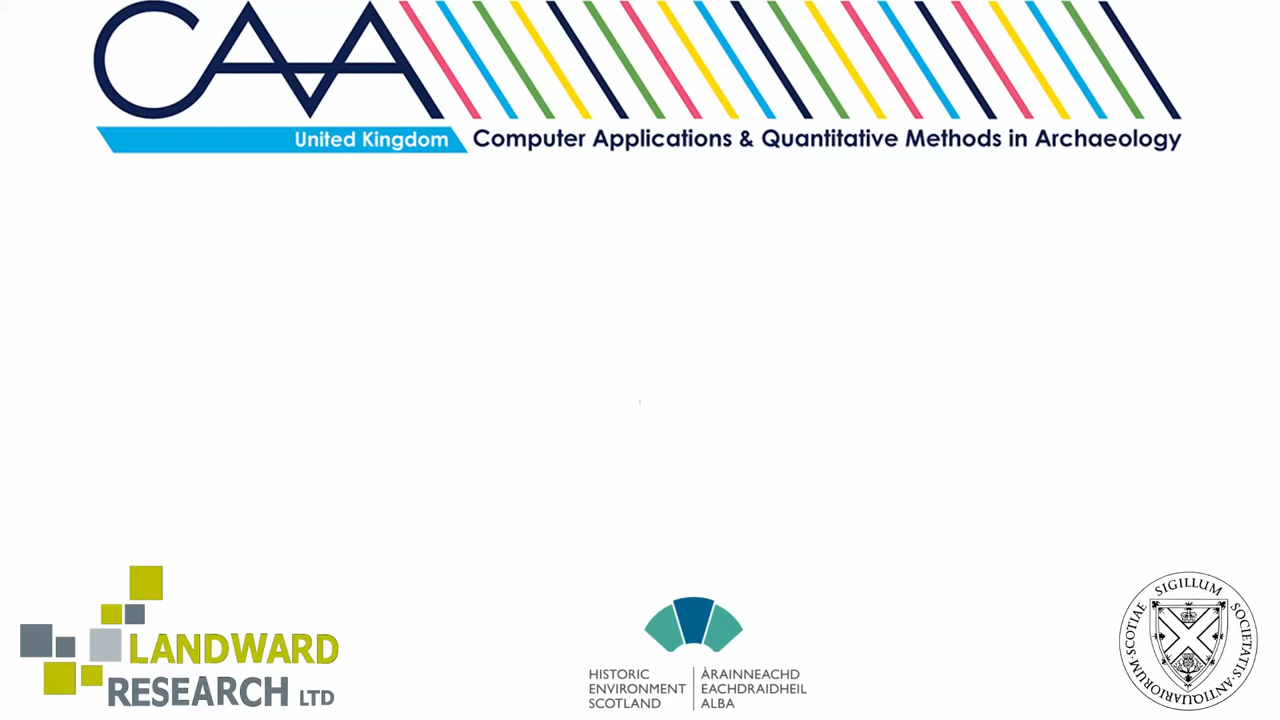 CAA
United Kingdom
Computer Applications & Quantitative Methods in Archaeology
LANDWARD
RESEARCH LTD
HISTORIC
ENVIRONMENT
SCOTLAND
ÀRAINNEACHD
EACHDRAIDHEIL
ALBA
SIGILLUM · SOCIETATIS · ANTIQUARIORUM · SCOTIAE